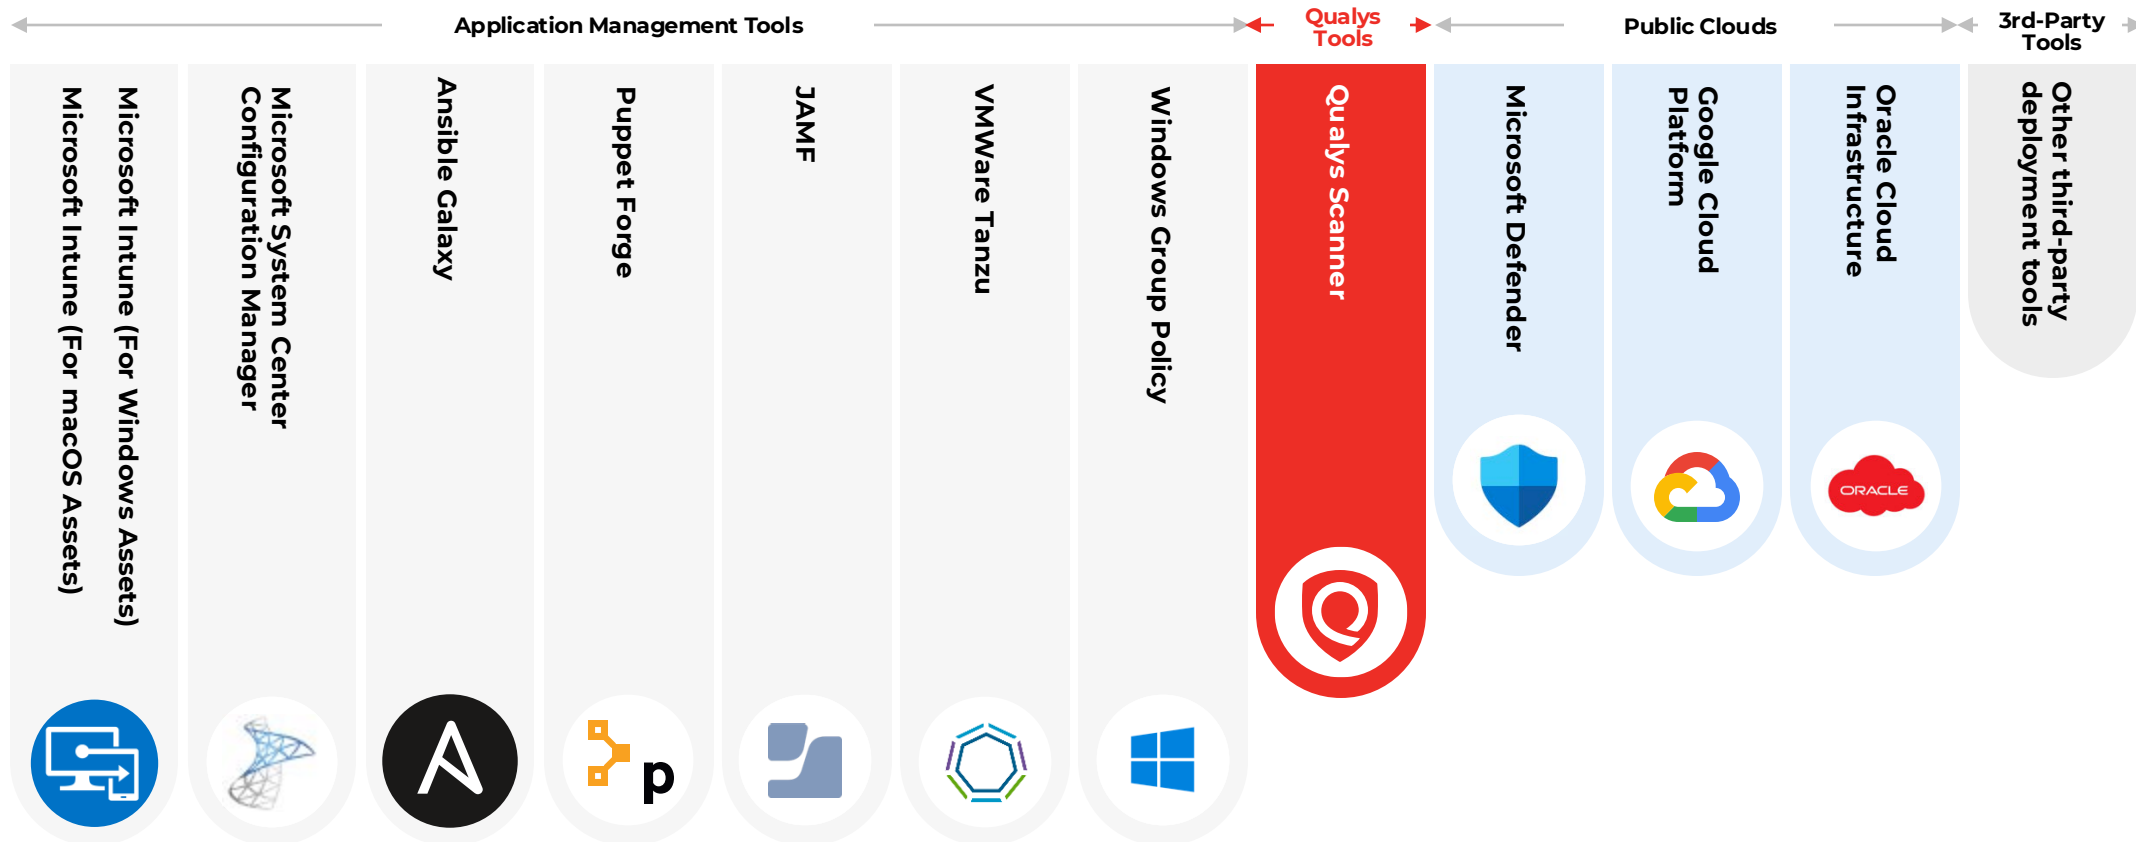 Application Management Tools
Qualys
Tools
Public Clouds
3rd-Party
Tools
Microsoft Intune (For Windows Assets)
Microsoft Intune (For macOS Assets)
Microsoft System Center
Configuration Manager
Ansible Galaxy
Puppet Forge
JAMF
VMWare Tanzu
Windows Group Policy
Qualys Scanner
Microsoft Defender
Google Cloud
Platform
Oracle Cloud
Infrastructure
Other third-party
deployment tools
p
ORACLE